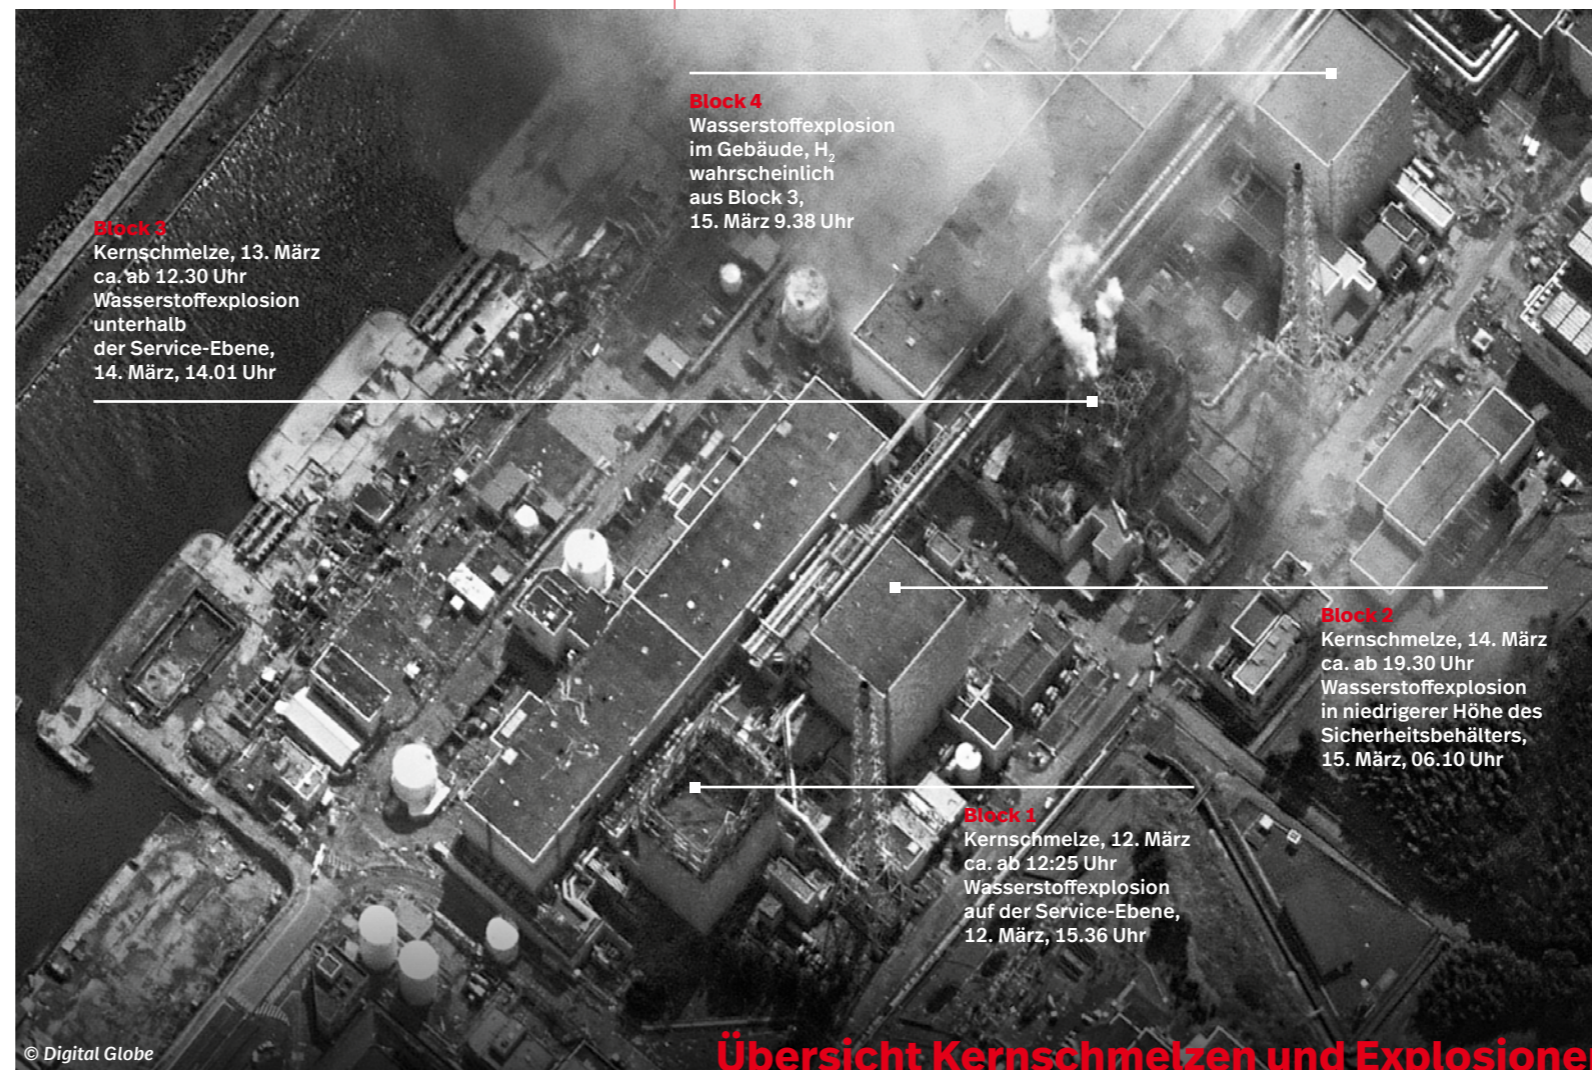 Block 4
Wasserstoffexplosion
im Gebäude, H₂
wahrscheinlich
aus Block 3,
15. März 9.38 Uhr
Block 3
Kernschmelze, 13. März
ca. ab 12.30 Uhr
Wasserstoffexplosion
unterhalb
der Service-Ebene,
14. März, 14.01 Uhr
Block 2
Kernschmelze, 14. März
ca. ab 19.30 Uhr
Wasserstoffexplosion
in niedrigerer Höhe des
Sicherheitsbehälters,
15. März, 06.10 Uhr
Block 1
Kernschmelze, 12. März
ca. ab 12:25 Uhr
Wasserstoffexplosion
auf der Service-Ebene,
12. März, 15.36 Uhr
© Digital Globe
Übersicht Kernschmelzen und Explosione